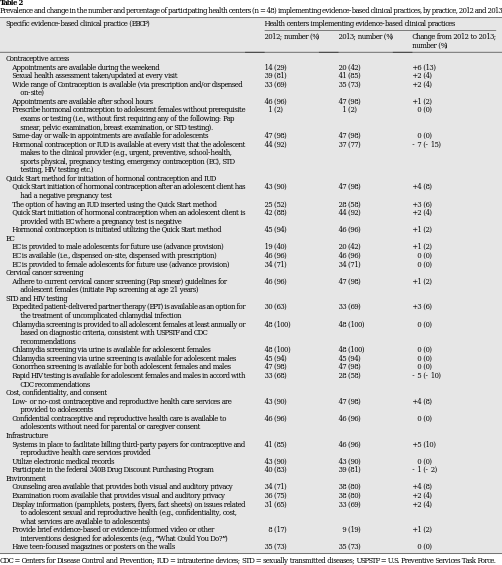 Table 2
Prevalence and change in the number and percentage of participating health centers (n = 48) implementing evidence-based clinical practices, by practice, 2012 and 2013
Specific evidence-based clinical practice (EBCP) Health centers implementing evidence-based clinical practices
2012; number (%) 2013; number (%) Change from 2012 to 2013;
number (%)
Contraceptive access
Appointments are available during the weekend 14 (29) 20 (42) +6 (13)
Sexual health assessment taken/updated at every visit 39 (81) 41 (85) +2 (4)
Wide range of Contraception is available (via prescription and/or dispensed 33 (69) 35 (73) +2 (4)
on-site)
Appointments are available after school hours 46 (96) 47 (98) +1 (2)
Prescribe hormonal contraception to adolescent females without prerequisite 1 (2) 1 (2) 0 (0)
exams or testing (i.e., without first requiring any of the following: Pap
smear, pelvic examination, breast examination, or STD testing).
Same-day or walk-in appointments are available for adolescents 47 (98) 47 (98) 0 (0)
Hormonal contraception or IUD is available at every visit that the adolescent 44 (92) 37 (77) - 7 (- 15)
makes to the clinical provider (e.g., urgent, preventive, school-health,
sports physical, pregnancy testing, emergency contraception (EC), STD
testing, HIV testing etc.)
Quick Start method for initiation of hormonal contraception and IUD
Quick Start initiation of hormonal contraception after an adolescent client has 43 (90) 47 (98) +4 (8)
had a negative pregnancy test
The option of having an IUD inserted using the Quick Start method 25 (52) 28 (58) +3 (6)
Quick Start initiation of hormonal contraception when an adolescent client is 42 (88) 44 (92) +2 (4)
provided with EC where a pregnancy test is negative
Hormonal contraception is initiated utilizing the Quick Start method 45 (94) 46 (96) +1 (2)
EC
EC is provided to male adolescents for future use (advance provision) 19 (40) 20 (42) +1 (2)
EC is available (i.e., dispensed on-site, dispensed with prescription) 46 (96) 46 (96) 0 (0)
EC is provided to female adolescents for future use (advance provision) 34 (71) 34 (71) 0 (0)
Cervical cancer screening
Adhere to current cervical cancer screening (Pap smear) guidelines for 46 (96) 47 (98) +1 (2)
adolescent females (initiate Pap screening at age 21 years)
STD and HIV testing
Expedited patient-delivered partner therapy (EPT) is available as an option for 30 (63) 33 (69) +3 (6)
the treatment of uncomplicated chlamydial infection
Chlamydia screening is provided to all adolescent females at least annually or 48 (100) 48 (100) 0 (0)
based on diagnostic criteria, consistent with USPSTF and CDC
recommendations
Chlamydia screening via urine is available for adolescent females 48 (100) 48 (100) 0 (0)
Chlamydia screening via urine screening is available for adolescent males 45 (94) 45 (94) 0 (0)
Gonorrhea screening is available for both adolescent females and males 47 (98) 47 (98) 0 (0)
Rapid HIV testing is available for adolescent females and males in accord with 33 (68) 28 (58) - 5 (- 10)
CDC recommendations
Cost, confidentiality, and consent
Low- or no-cost contraceptive and reproductive health care services are 43 (90) 47 (98) +4 (8)
provided to adolescents
Confidential contraceptive and reproductive health care is available to 46 (96) 46 (96) 0 (0)
adolescents without need for parental or caregiver consent
Infrastructure
Systems in place to facilitate billing third-party payers for contraceptive and 41 (85) 46 (96) +5 (10)
reproductive health care services provided
Utilize electronic medical records 43 (90) 43 (90) 0 (0)
Participate in the federal 340B Drug Discount Purchasing Program 40 (83) 39 (81) - 1 (- 2)
Environment
Counseling area available that provides both visual and auditory privacy 34 (71) 38 (80) +4 (8)
Examination room available that provides visual and auditory privacy 36 (75) 38 (80) +2 (4)
Display information (pamphlets, posters, flyers, fact sheets) on issues related 31 (65) 33 (69) +2 (4)
to adolescent sexual and reproductive health (e.g., confidentiality, cost,
what services are available to adolescents)
Provide brief evidence-based or evidence-informed video or other 8 (17) 9 (19) +1 (2)
interventions designed for adolescents (e.g., "What Could You Do?")
Have teen-focused magazines or posters on the walls 35 (73) 35 (73) 0 (0)
CDC = Centers for Disease Control and Prevention; IUD = intrauterine devices; STD = sexually transmitted diseases; USPSTF = U.S. Preventive Services Task Force.